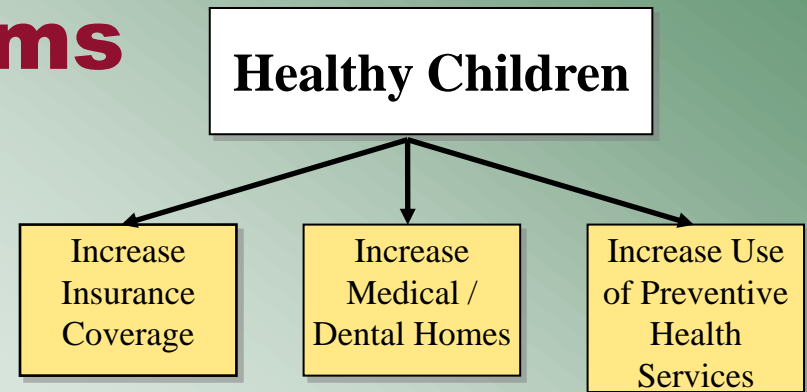 ms
Healthy Children
Increase
Insurance
Coverage
Increase
Medical /
Dental Homes
Increase Use
of Preventive
Health
Services